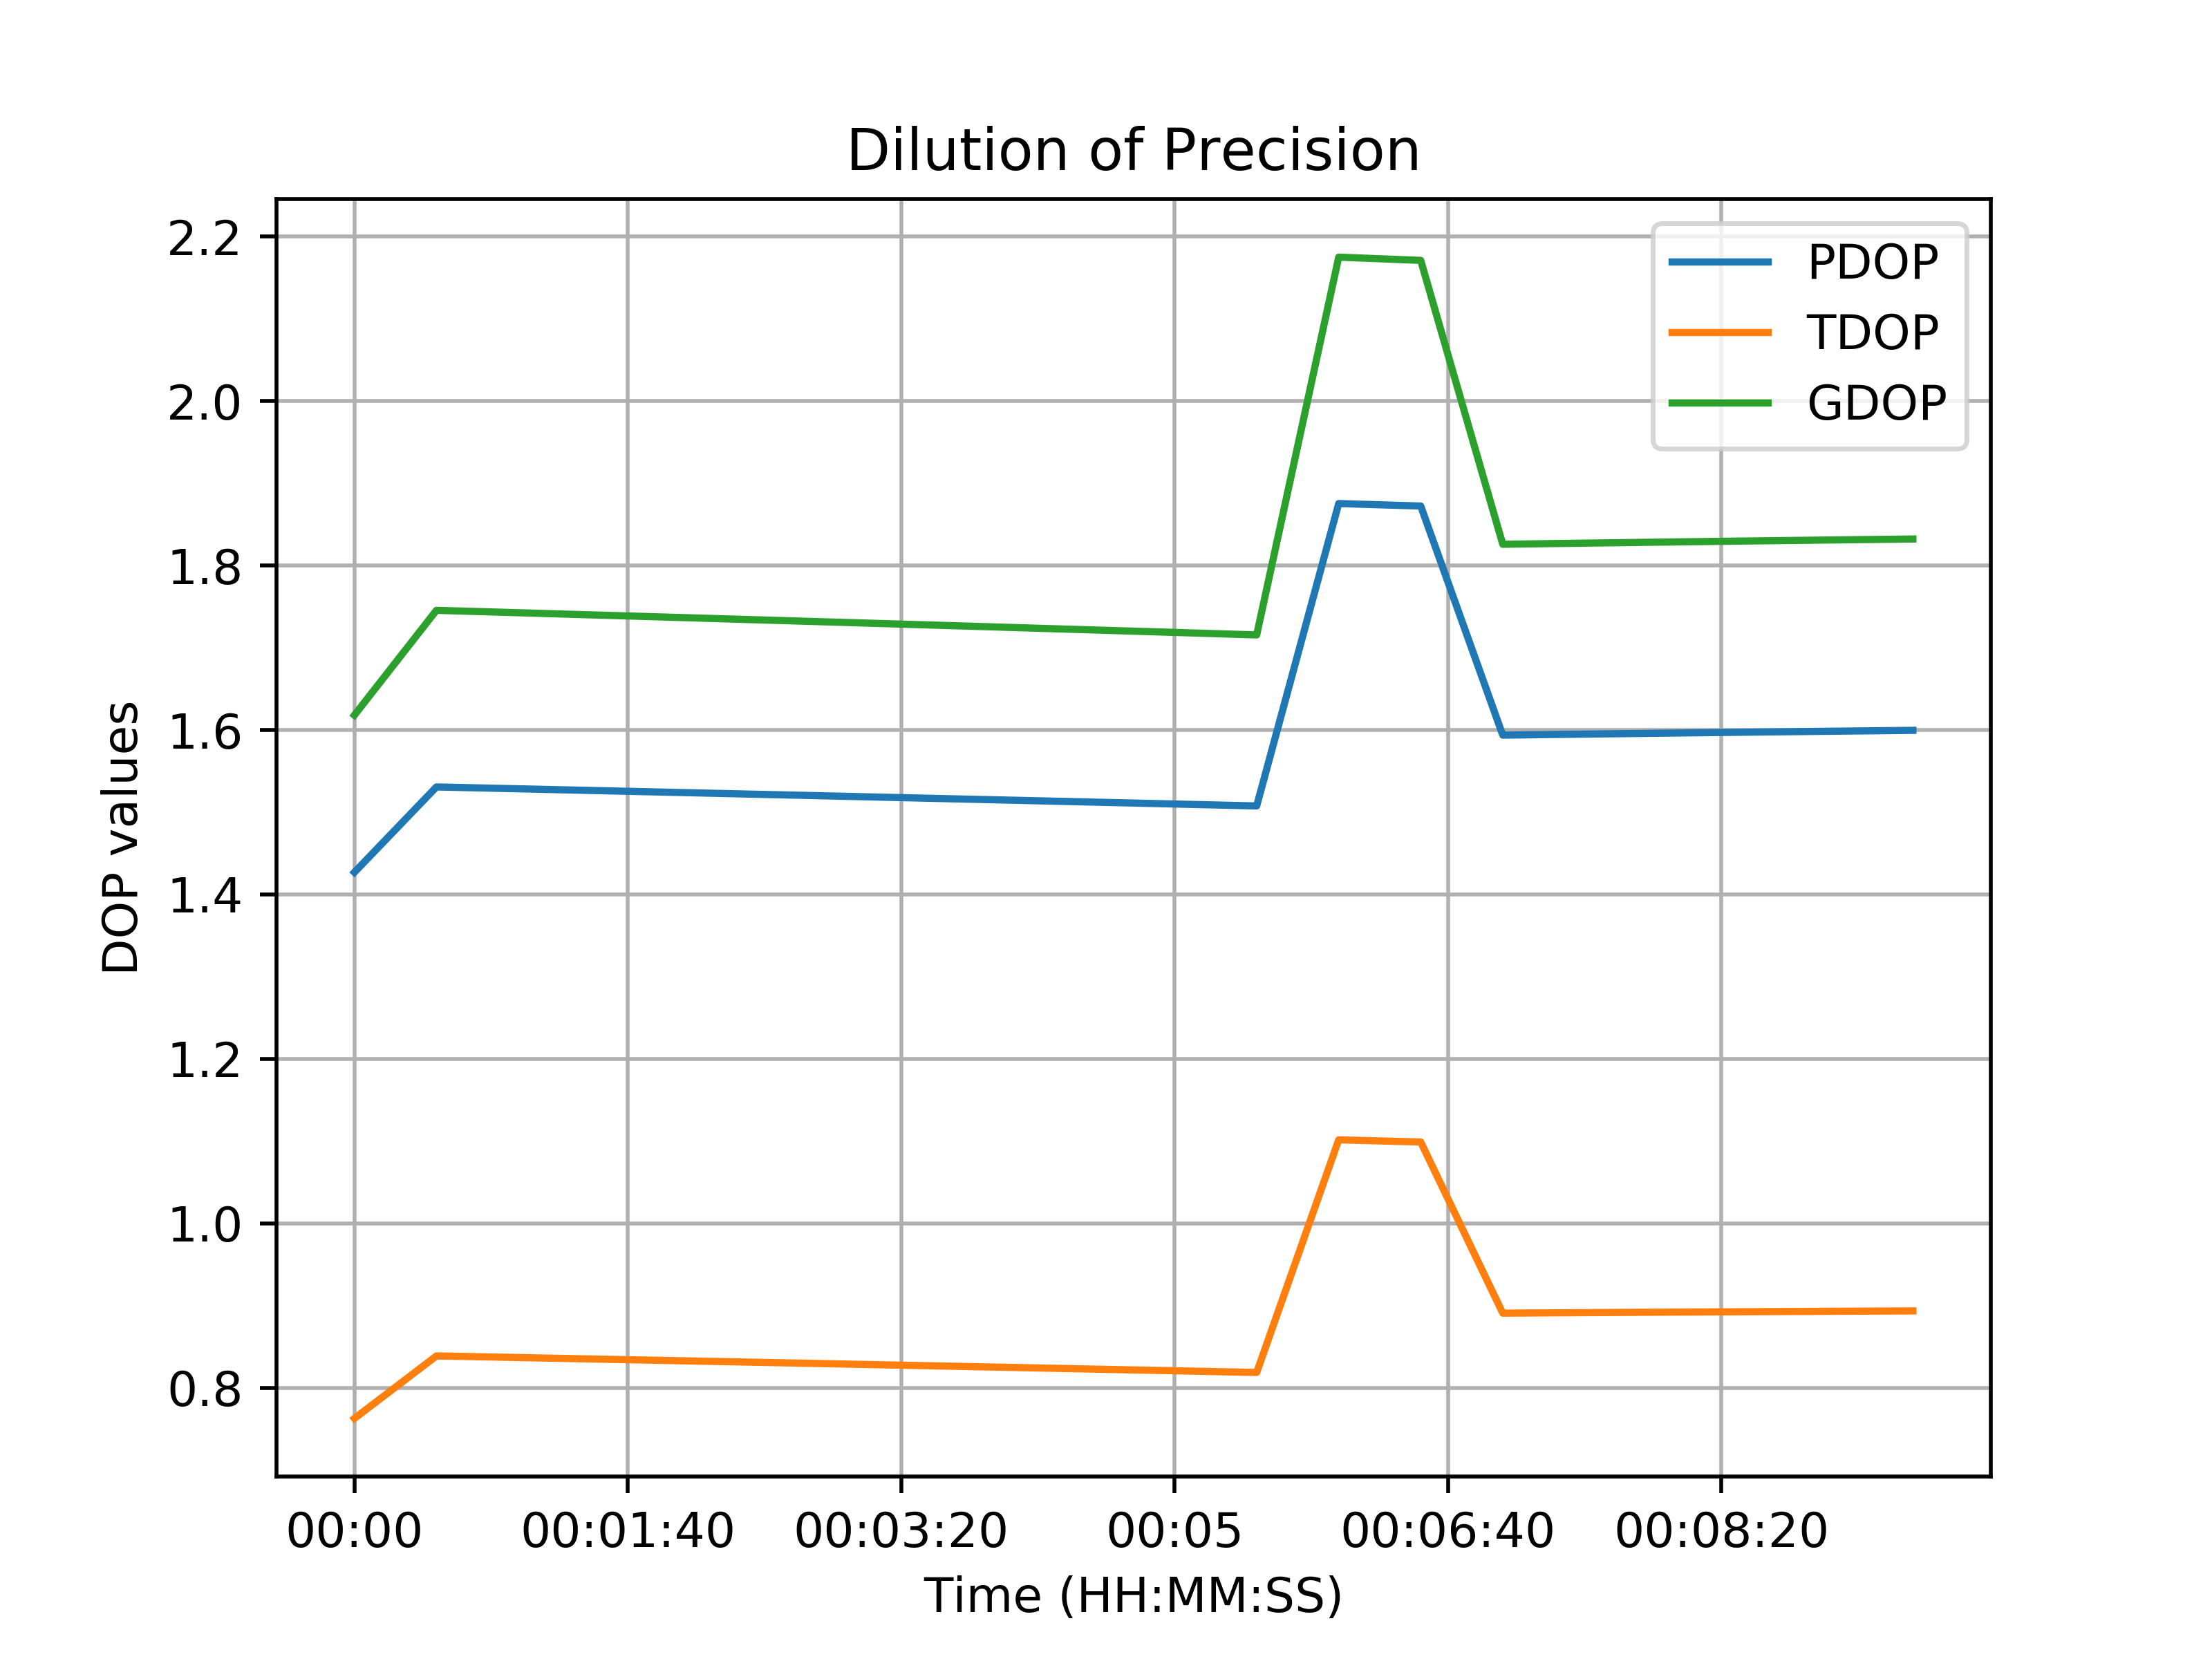 Dilution of Precision
2.2
2.0
1.8
1.6
1.4
1.2
1.0
0.8
DOP values
PDOP
TDOP
GDOP
00:00 00:01:40 00:03:20 00:05 00:06:40 00:08:20
Time (HH:MM:SS)